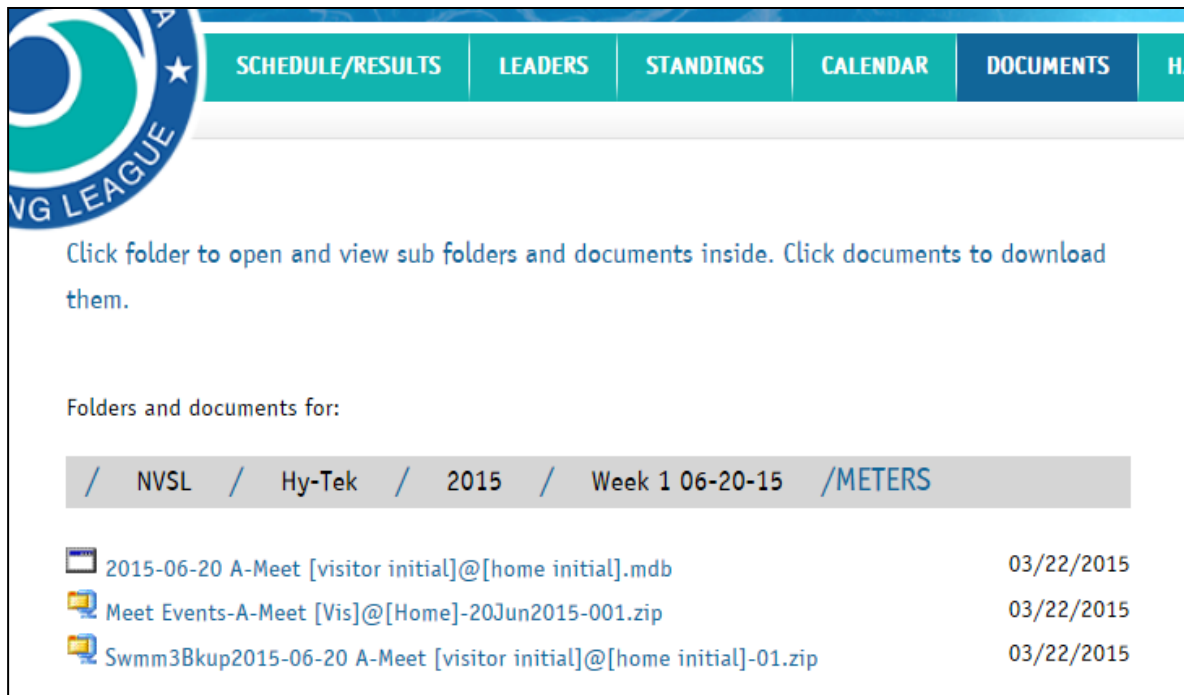 SCHEDULE/RESULTS LEADERS STANDINGS CALENDAR DOCUMENTS
LEAGUE
Click folder to open and view sub folders and documents inside. Click documents to download
them.
Folders and documents for:
/ NVSL / Hy-Tek / 2015 / Week 1 06-20-15 /METERS
2015-06-20 A-Meet [visitor initial]@[home initial].mdb 03/22/2015
Meet Events-A-Meet [Vis]@[Home]-20Jun2015-001.zip 03/22/2015
Swmm3Bkup2015-06-20 A-Meet [visitor initial]@[home initial]-01.zip 03/22/2015